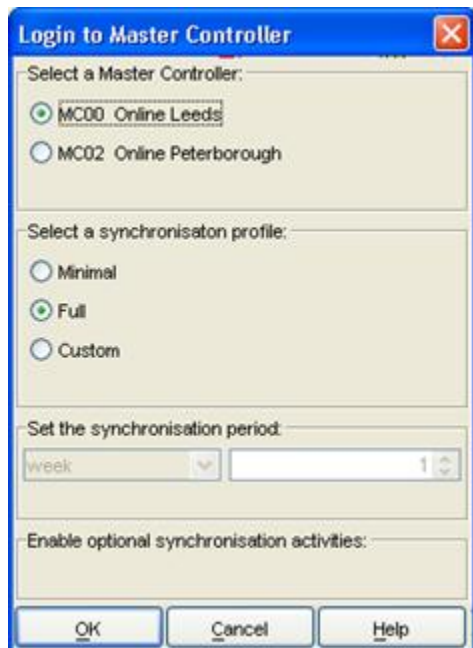 Login to Master Controller
Select a Master Controller:
MC00 Online Leeds
MC02 Online Peterborough
Select a synchronisaton profile:
Minimal
Full
Custom
Set the synchronisation period:
week 1
Enable optional synchronisation activities:
OK Cancel Help